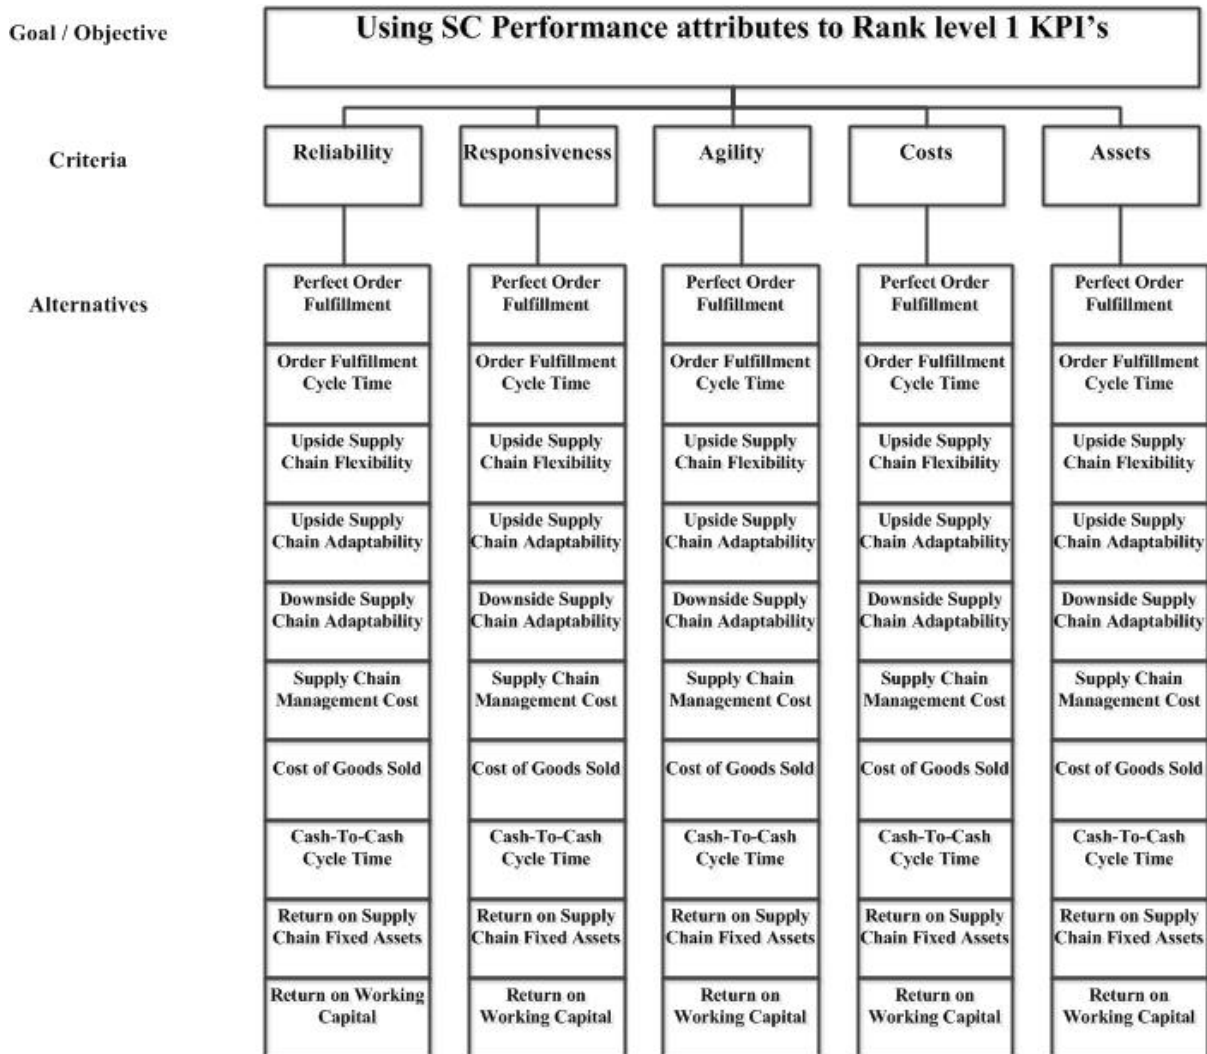 Goal / Objective
Using SC Performance attributes to Rank level 1 KPI's
Criteria
Reliability
Responsiveness
Agility
Costs
Assets
Alternatives
Perfect Order
Fulfillment
Order Fulfillment
Cycle Time
Upside Supply
Chain Flexibility
Upside Supply
Chain Adaptability
Downside Supply
Chain Adaptability
Supply Chain
Management Cost
Cost of Goods Sold
Cash-To-Cash
Cycle Time
Return on Supply
Chain Fixed Assets
Return on Working
Capital
Perfect Order
Fulfillment
Order Fulfillment
Cycle Time
Upside Supply
Chain Flexibility
Upside Supply
Chain Adaptability
Downside Supply
Chain Adaptability
Supply Chain
Management Cost
Cost of Goods Sold
Cash-To-Cash
Cycle Time
Return on Supply
Chain Fixed Assets
Return on
Working Capital
Perfect Order
Fulfillment
Order Fulfillment
Cycle Time
Upside Supply
Chain Flexibility
Upside Supply
Chain Adaptability
Downside Supply
Chain Adaptability
Supply Chain
Management Cost
Cost of Goods Sold
Cash-To-Cash
Cycle Time
Return on Supply
Chain Fixed Assets
Return on
Working Capital
Perfect Order
Fulfillment
Order Fulfillment
Cycle Time
Upside Supply
Chain Flexibility
Upside Supply
Chain Adaptability
Downside Supply
Chain Adaptability
Supply Chain
Management Cost
Cost of Goods Sold
Cash-To-Cash
Cycle Time
Return on Supply
Chain Fixed Assets
Return on
Working Capital
Perfect Order
Fulfillment
Order Fulfillment
Cycle Time
Upside Supply
Chain Flexibility
Upside Supply
Chain Adaptability
Downside Supply
Chain Adaptability
Supply Chain
Management Cost
Cost of Goods Sold
Cash-To-Cash
Cycle Time
Return on Supply
Chain Fixed Assets
Return on
Working Capital